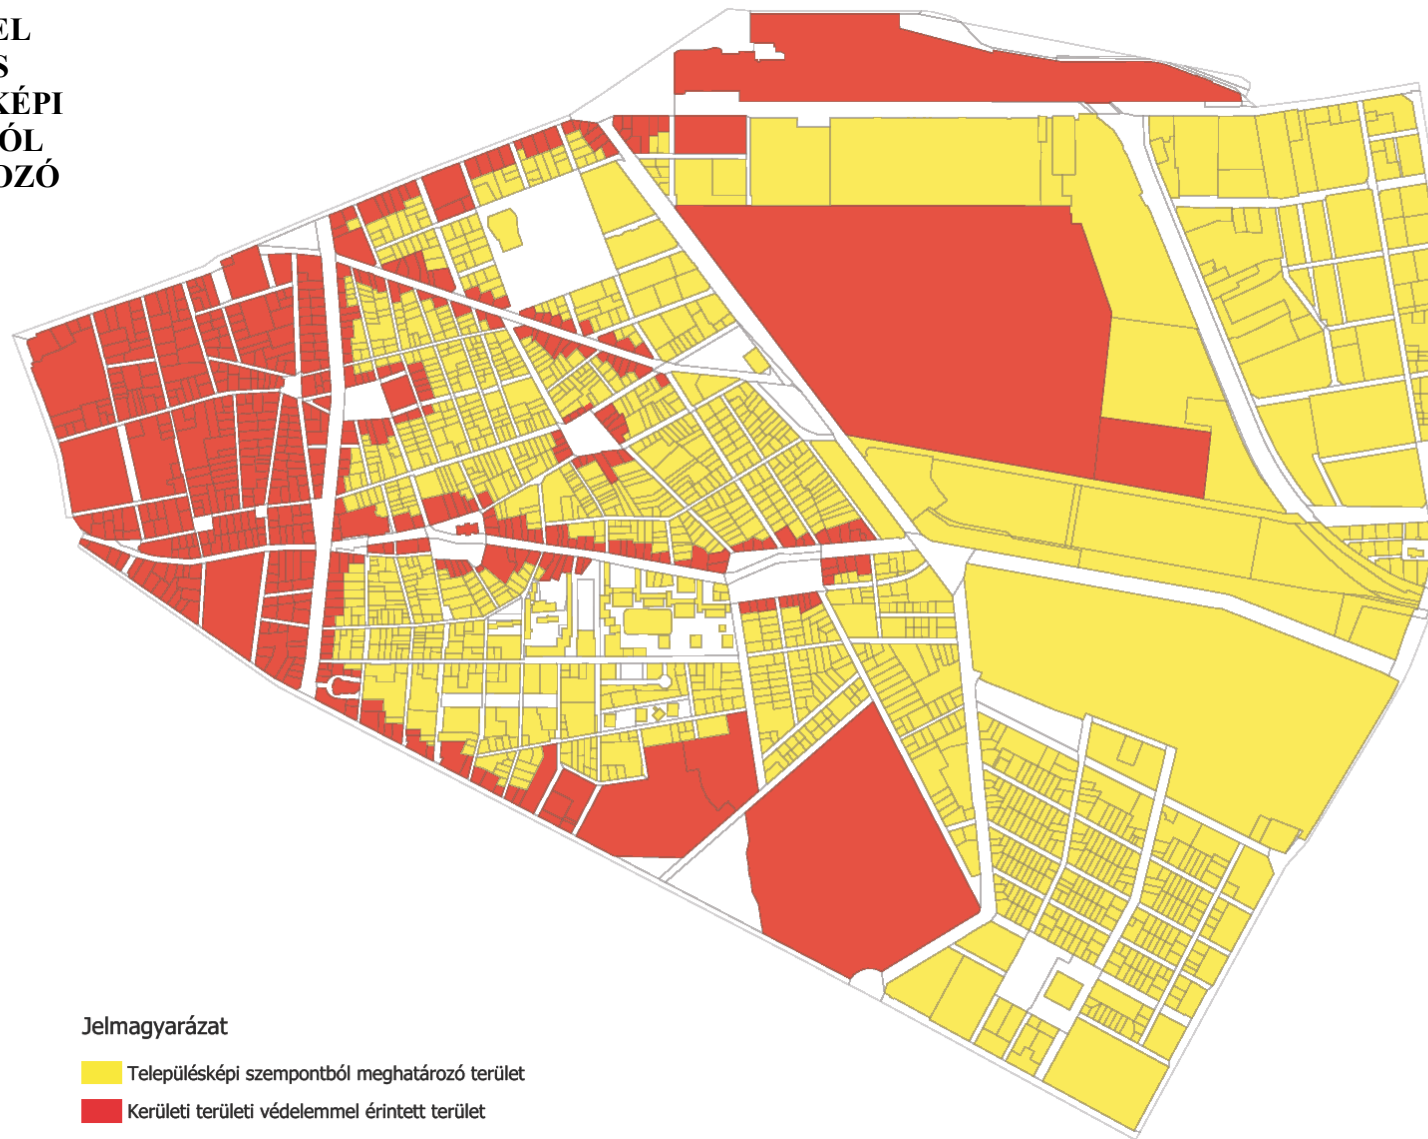 EL
S
KÉPI
ÓL
OZÓ
Jelmagyarázat
Településképi szempontból meghatározó terület
Kerületi területi védelemmel érintett terület